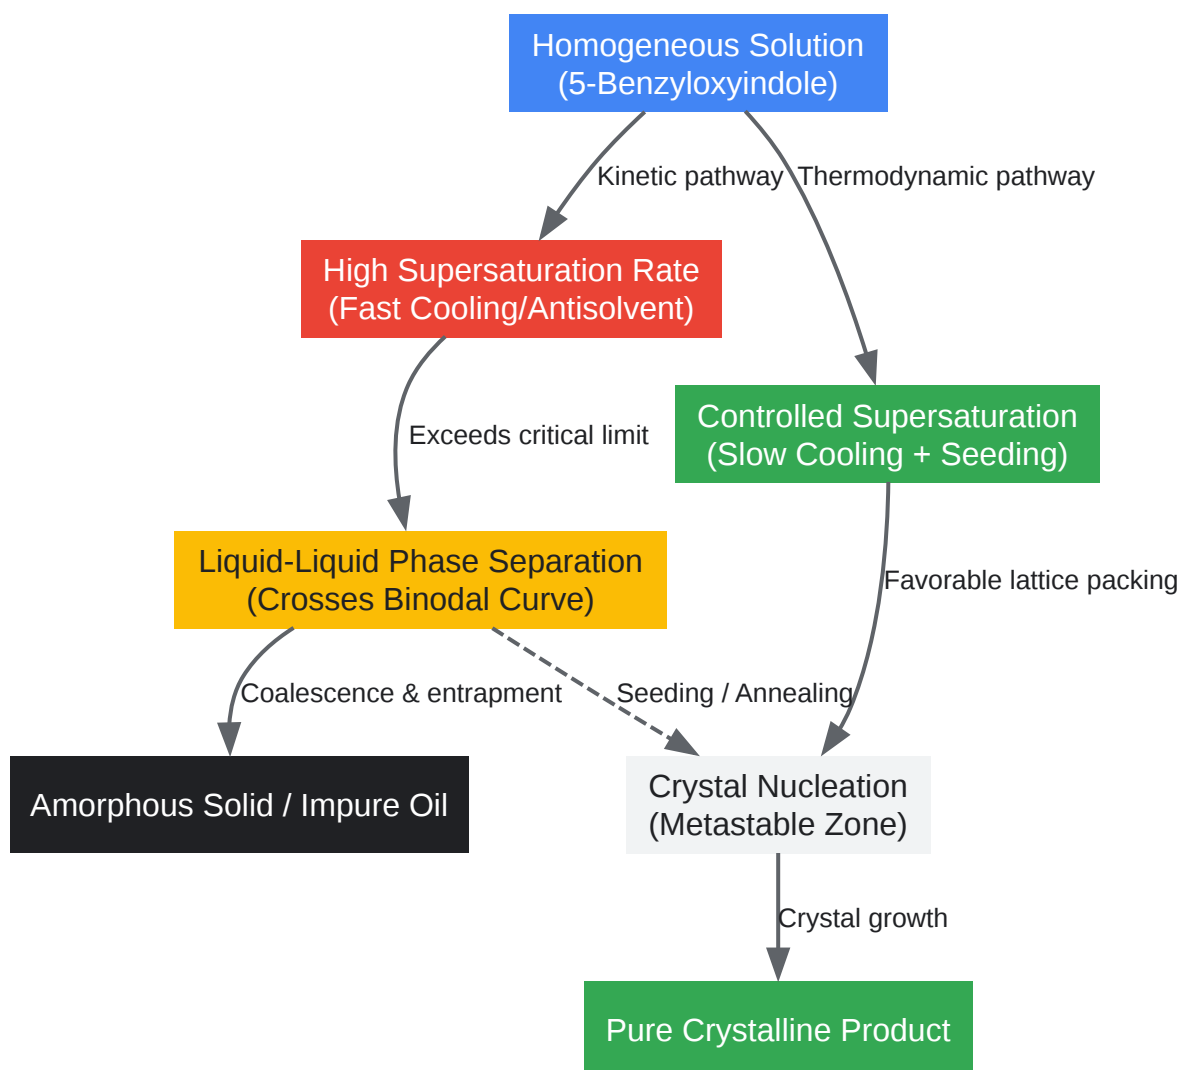 Homogeneous Solution
(5-Benzyloxyindole)
Kinetic pathway
Thermodynamic pathway
High Supersaturation Rate
(Fast Cooling/Antisolvent)
Controlled Supersaturation
(Slow Cooling + Seeding)
Exceeds critical limit
Liquid-Liquid Phase Separation
(Crosses Binodal Curve)
Favorable lattice packing
Coalescence & entrapment
Seeding / Annealing
Amorphous Solid / Impure Oil
Crystal Nucleation
(Metastable Zone)
Crystal growth
Pure Crystalline Product